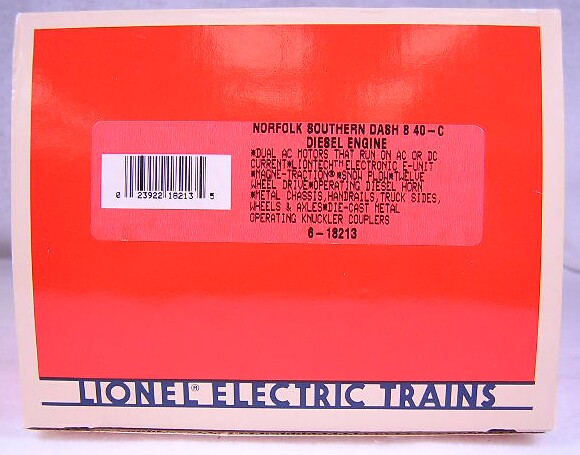 NORFOLK SOUTHERN DASH 8 40-C
DIESEL ENGINE
*DUAL AC MOTORS THAT RUN ON AC OR DC
CURRENT*LIONTECH™ ELECTRONIC E-UNIT
*MAGNE-TRACTION®*SNOW PLOW*TWELVE
WHEEL DRIVE*OPERATING DIESEL HORN
*METAL CHASSIS,HANDRAILS,TRUCK SIDES,
WHEELS & AXLES*DIE-CAST METAL
OPERATING KNUCKLER COUPLERS
6-18213
0 23922 18213 5
LIONEL® ELECTRIC TRAINS